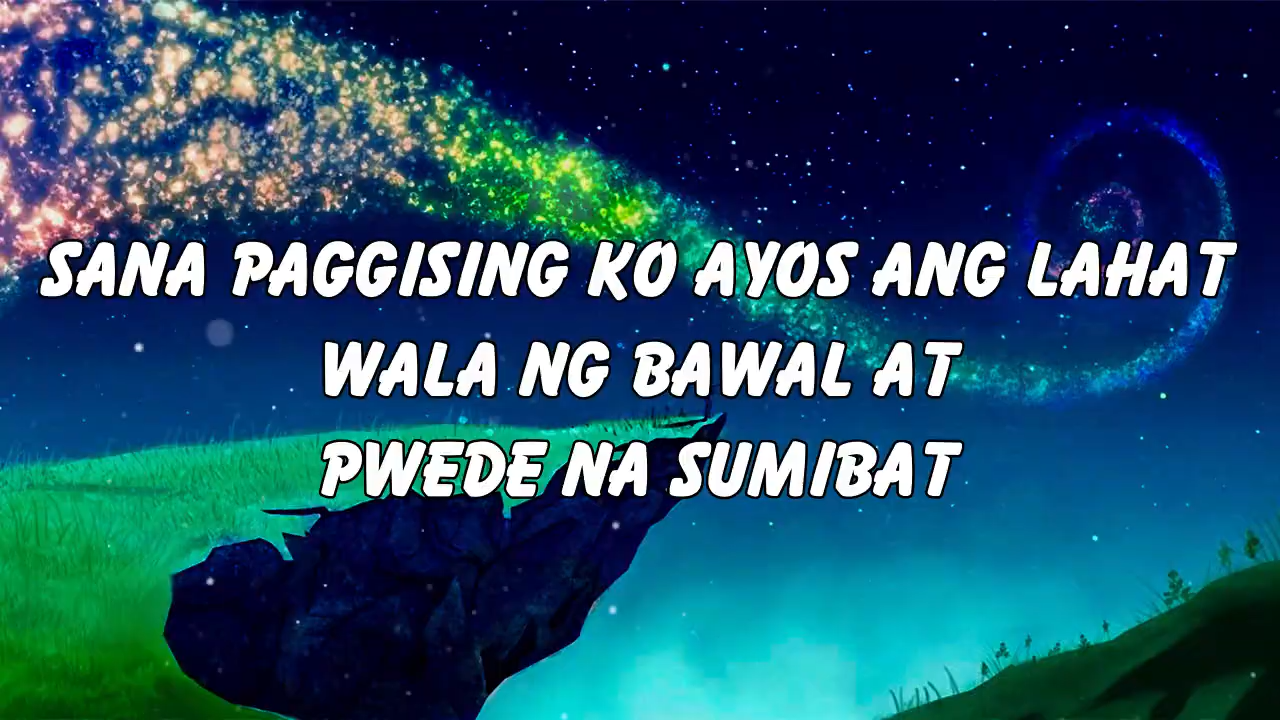 SANA PAGGISING KO AYOS ANG LAHAT
WALA NG BAWAL AT
PWEDE NA SUMIBAT